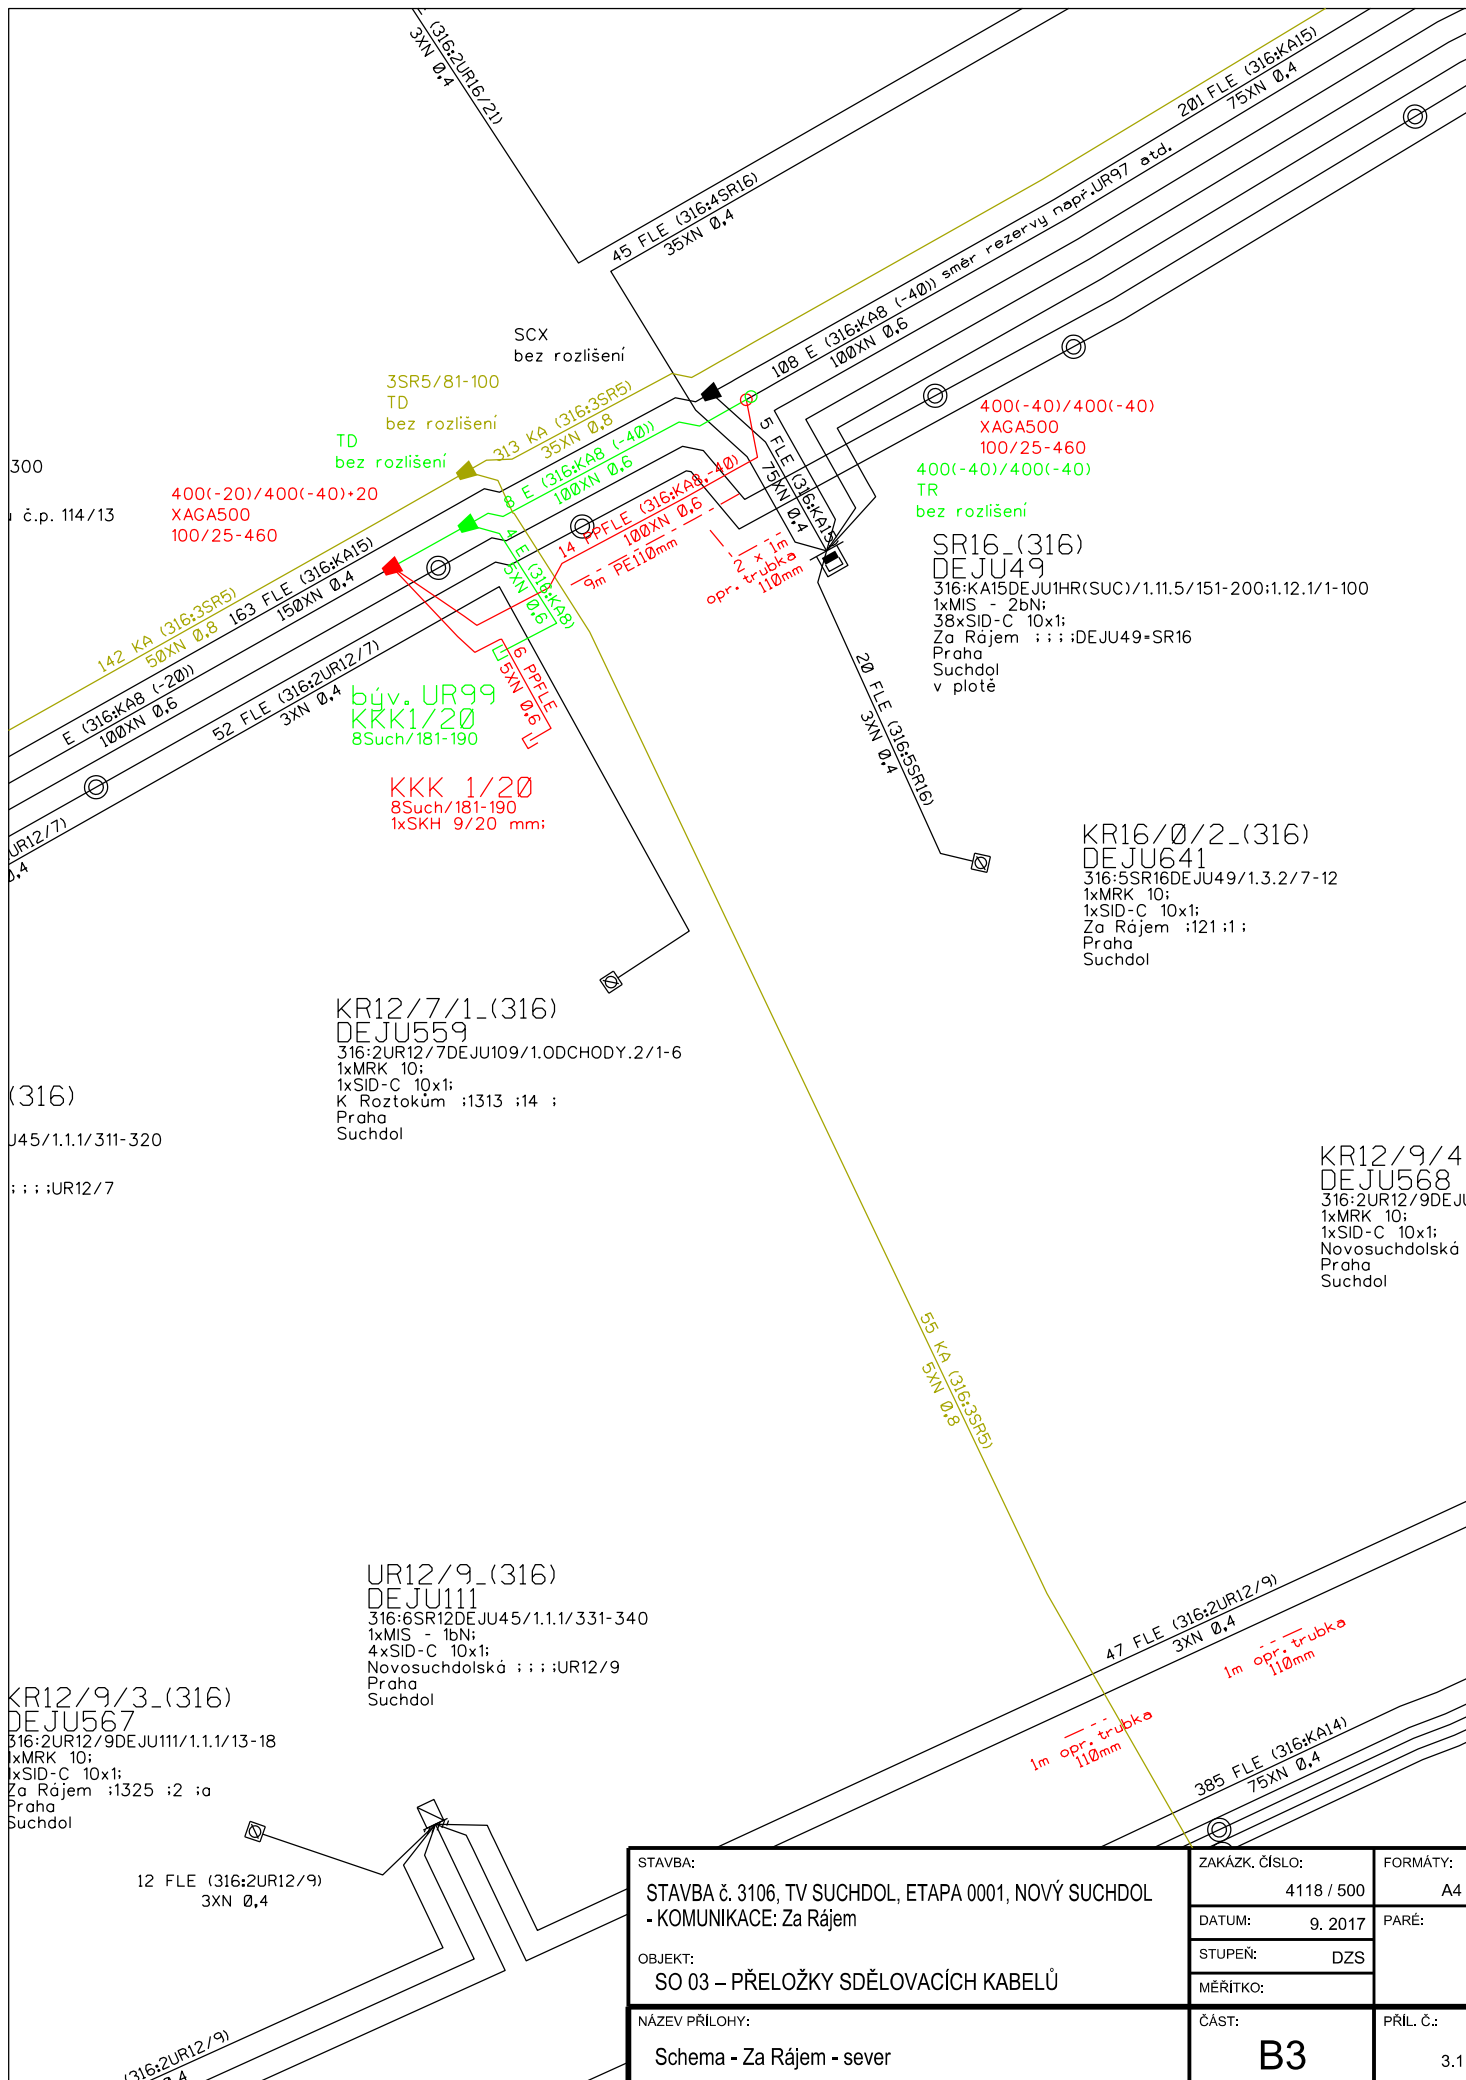 (316:2UR16/21)
3XN 0,4
201 FLE (316:KA15)
75XN 0,4
45 FLE (316:4SR16)
35XN 0,4
108 E (316:KA8 (-40)) směr rezervy např.UR97 atd.
100XN 0,6
SCX
bez rozlišení
3SR5/81-100
TD
bez rozlišení
TD
bez rozlišení
313 KA (316:3SR5)
35XN 0,8
8 E (316:KA8 (-40))
100XN 0,6
5 FLE (316:KA15)
75XN 0,4
400(-40)/400(-40)
XAGA500
100/25-460
400(-40)/400(-40)
TR
bez rozlišení
300
č.p. 114/13
400(-20)/400(-40)+20
XAGA500
100/25-460
14 PPFLE (316:KA8,-40)
100XN 0,6
9m PE110mm
2 x 1m
opr. trubka
110mm
4 E (316:KA8)
5XN 0,6
163 FLE (316:KA15)
150XN 0,4
142 KA (316:3SR5)
50XN 0,8
E (316:KA8 (-20))
100XN 0,6
52 FLE (316:2UR12/7)
3XN 0,4
6 PPFLE
5XN 0,6
SR16_(316)
DEJU49
316:KA15DEJU1HR(SUC)/1.11.5/151-200;1.12.1/1-100
1xMIS - 2bN;
38xSID-C 10x1;
Za Rájem ;;;;DEJU49=SR16
Praha
Suchdol
v plotě
býv. UR99
KKK1/20
8Such/181-190
KKK 1/20
8Such/181-190
1xSKH 9/20 mm;
20 FLE (316:5SR16)
3XN 0,4
UR12/7)
0,4
KR16/0/2_(316)
DEJU641
316:5SR16DEJU49/1.3.2/7-12
1xMRK 10;
1xSID-C 10x1;
Za Rájem ;121 ;1 ;
Praha
Suchdol
KR12/7/1_(316)
DEJU559
316:2UR12/7DEJU109/1.ODCHODY.2/1-6
1xMRK 10;
1xSID-C 10x1;
K Roztokům ;1313 ;14 ;
Praha
Suchdol
(316)
J45/1.1.1/311-320
;;;;UR12/7
KR12/9/4
DEJU568
316:2UR12/9DEJU
1xMRK 10;
1xSID-C 10x1;
Novosuchdolská
Praha
Suchdol
55 KA (316:3SR5)
5XN 0,8
UR12/9_(316)
DEJU111
316:6SR12DEJU45/1.1.1/331-340
1xMIS - 1bN;
4xSID-C 10x1;
Novosuchdolská ;;;;UR12/9
Praha
Suchdol
47 FLE (316:2UR12/9)
3XN 0,4
1m opr. trubka
110mm
1m opr. trubka
110mm
385 FLE (316:KA14)
75XN 0,4
KR12/9/3_(316)
DEJU567
316:2UR12/9DEJU111/1.1.1/13-18
1xMRK 10;
1xSID-C 10x1;
Za Rájem ;1325 ;2 ;a
Praha
Suchdol
12 FLE (316:2UR12/9)
3XN 0,4
(316:2UR12/9)
STAVBA:
STAVBA č. 3106, TV SUCHDOL, ETAPA 0001, NOVÝ SUCHDOL
- KOMUNIKACE: Za Rájem
OBJEKT:
SO 03 – PŘELOŽKY SDĚLOVACÍCH KABELŮ
ZAKÁZK. ČÍSLO:
4118 / 500
FORMÁTY:
A4
DATUM: 9. 2017
PARÉ:
STUPEŇ: DZS
MĚŘÍTKO:
NÁZEV PŘÍLOHY:
Schema - Za Rájem - sever
ČÁST:
B3
PŘÍL. Č.:
3.1